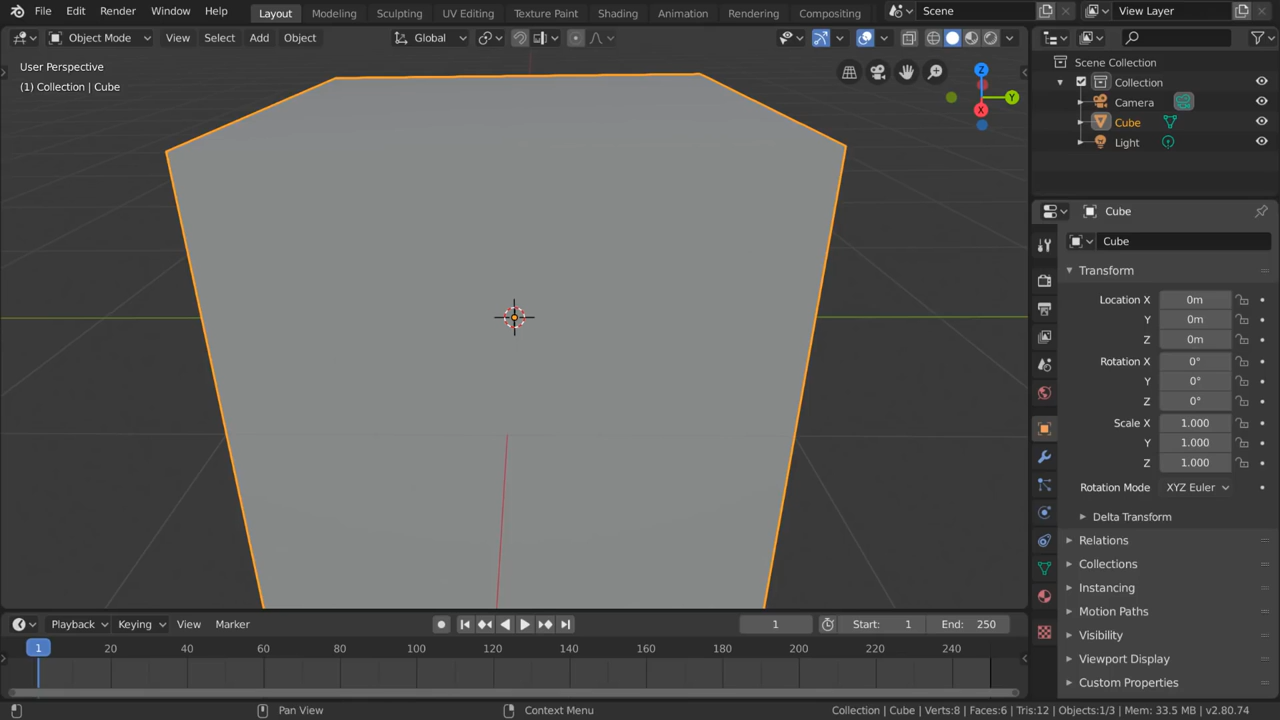 File Edit Render Window Help Layout Modeling Sculpting UV Editing Texture Paint Shading Animation Rendering Compositing Scene View Layer
Object Mode View Select Add Object Global
User Perspective
(1) Collection | Cube
Z
Y
X
Scene Collection
Collection
Camera
Cube
Light
Cube
Cube
Transform
Location X 0m
Y 0m
Z 0m
Rotation X 0°
Y 0°
Z 0°
Scale X 1.000
Y 1.000
Z 1.000
Rotation Mode XYZ Euler
Delta Transform
Relations
Collections
Instancing
Motion Paths
Visibility
Viewport Display
Custom Properties
Playback Keying View Marker 1 Start: 1 End: 250
1 20 40 60 80 100 120 140 160 180 200 220 240
Pan View Context Menu Collection | Cube | Verts:8 | Faces:6 | Tris:12 | Objects:1/3 | Mem: 33.5 MB | v2.80.74